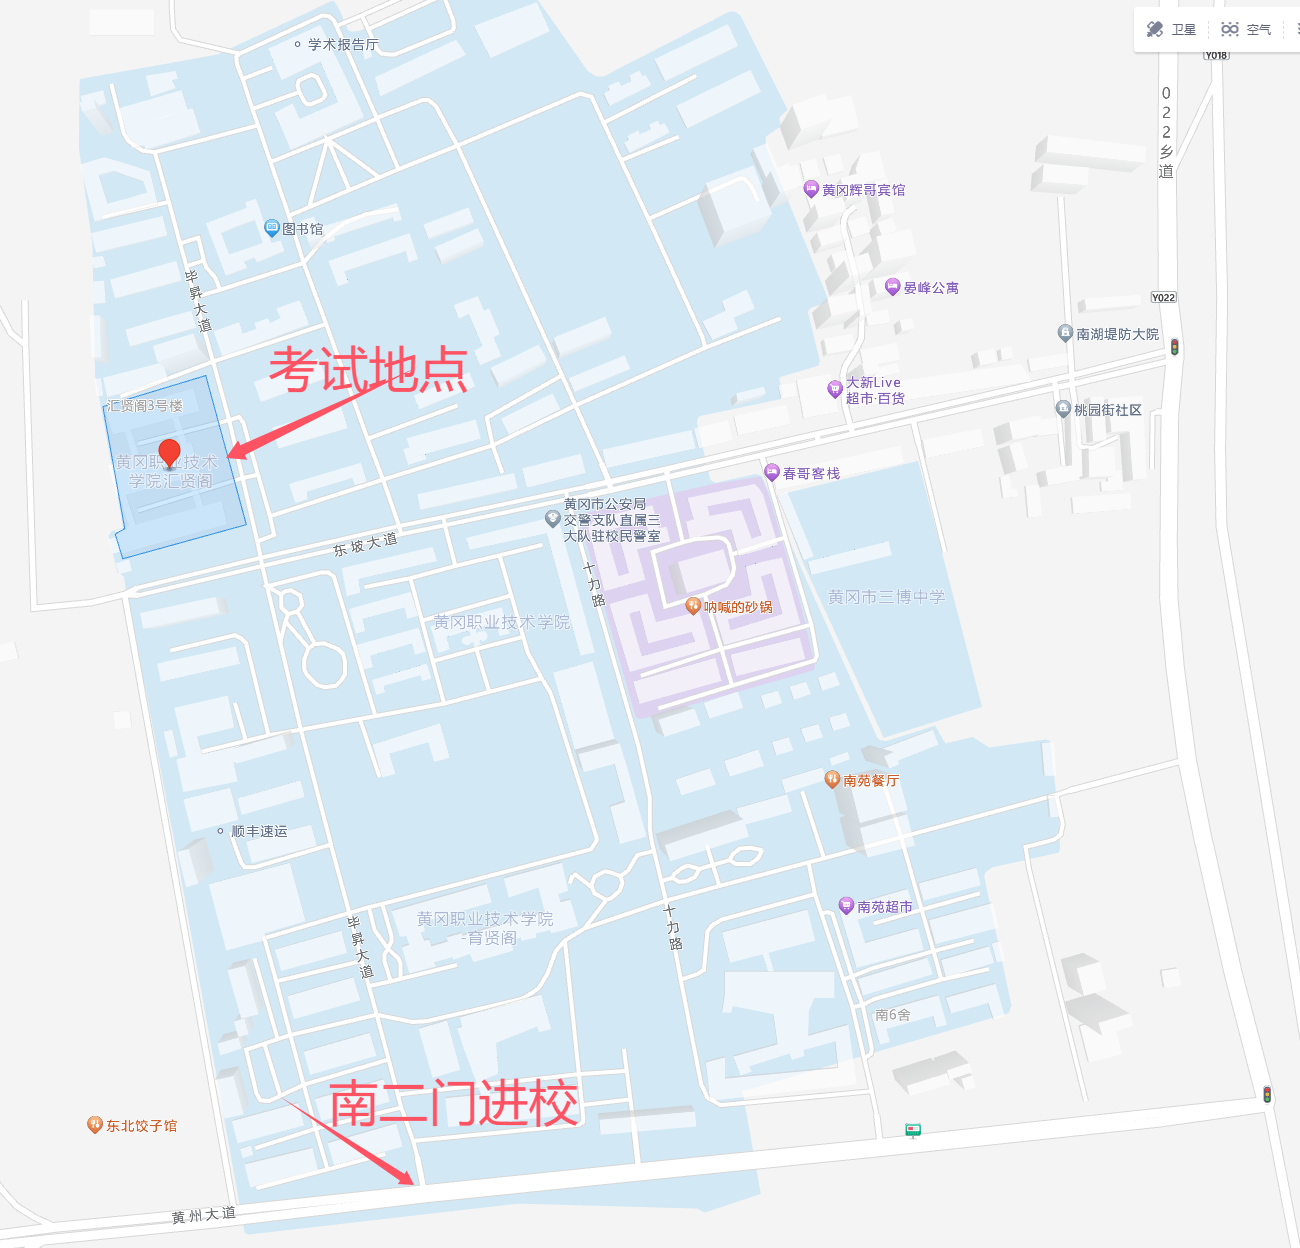 卫星
空气
Y018
022乡道
学术报告厅
黄冈辉哥宾馆
图书馆
毕昇大道
晏峰公寓
Y022
南湖堤防大院
考试地点
大新Live
超市·百货
汇贤阁3号楼
桃园街社区
黄冈职业技术
学院汇贤阁
春哥客栈
黄冈市公安局
交警支队直属三
大队驻校民警室
东坡大道
十力路
黄冈市三博中学
呐喊的砂锅
黄冈职业技术学院
南苑餐厅
顺丰速运
南苑超市
黄冈职业技术学院
-育贤阁
毕昇大道
十力路
南6舍
南二门进校
东北饺子馆
黄州大道